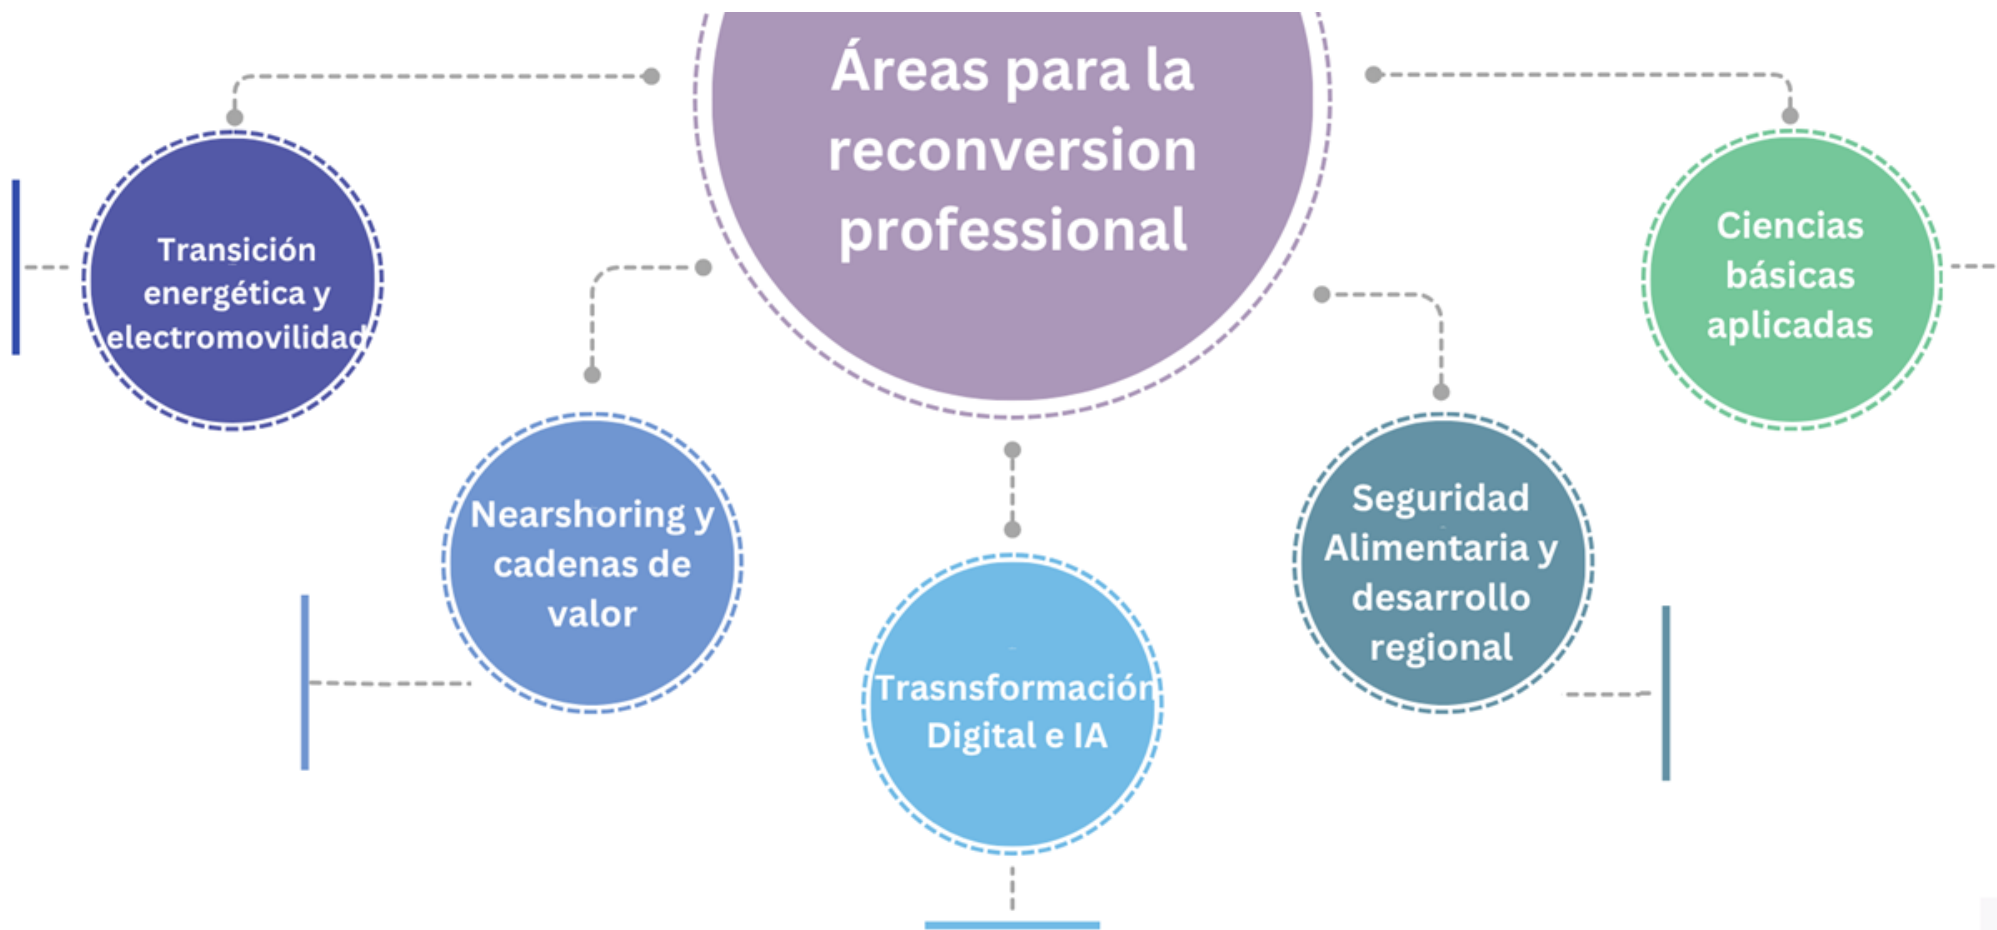 Áreas para la
reconversion
professional
Transición
energética y
electromovilidad
Nearshoring y
cadenas de
valor
Trasnsformación
Digital e IA
Seguridad
Alimentaria y
desarrollo
regional
Ciencias
básicas
aplicadas